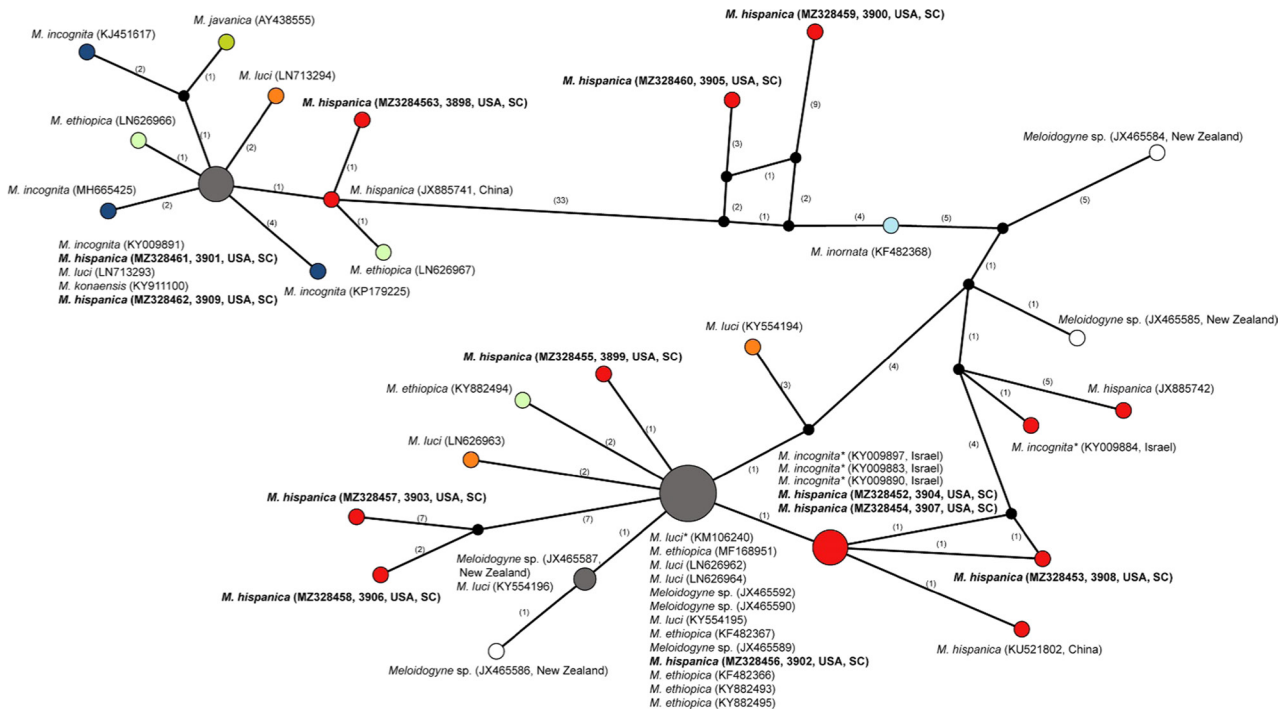 M. javanica (AY438555)
M. incognita (KJ451617)
(2)
(1)
M. luci (LN713294)
M. hispanica (MZ3284563, 3898, USA, SC)
M. ethiopica (LN626966)
(1)
(1)
(2)
(1)
M. incognita (MH665425)
(2)
(1)
M. hispanica (JX885741, China)
(33)
(4)
(1)
M. incognita (KY009891)
M. hispanica (MZ328461, 3901, USA, SC)
M. luci (LN713293)
M. konaensis (KY911100)
M. hispanica (MZ328462, 3909, USA, SC)
M. ethiopica (LN626967)
M. incognita (KP179225)
M. hispanica (MZ328459, 3900, USA, SC)
M. hispanica (MZ328460, 3905, USA, SC)
(9)
(3)
(1)
(2)
(2)
(1)
(4)
(5)
M. inornata (KF482368)
Meloidogyne sp. (JX465584, New Zealand)
(5)
(1)
(1)
Meloidogyne sp. (JX465585, New Zealand)
(1)
(5)
M. hispanica (JX885742)
(1)
M. incognita* (KY009884, Israel)
(4)
(4)
M. luci (KY554194)
(3)
M. hispanica (MZ328455, 3899, USA, SC)
M. ethiopica (KY882494)
(1)
(2)
M. luci (LN626963)
(2)
(1)
M. incognita* (KY009897, Israel)
M. incognita* (KY009883, Israel)
M. incognita* (KY009890, Israel)
M. hispanica (MZ328452, 3904, USA, SC)
M. hispanica (MZ328454, 3907, USA, SC)
M. hispanica (MZ328457, 3903, USA, SC)
(7)
(7)
(2)
(1)
(1)
(1)
(1)
(1)
M. hispanica (MZ328453, 3908, USA, SC)
(1)
M. hispanica (KU521802, China)
M. hispanica (MZ328458, 3906, USA, SC)
Meloidogyne sp. (JX465587,
New Zealand)
M. luci (KY554196)
(1)
Meloidogyne sp. (JX465586, New Zealand)
M. luci* (KM106240)
M. ethiopica (MF168951)
M. luci (LN626962)
M. luci (LN626964)
Meloidogyne sp. (JX465592)
Meloidogyne sp. (JX465590)
M. luci (KY554195)
M. ethiopica (KF482367)
Meloidogyne sp. (JX465589)
M. hispanica (MZ328456, 3902, USA, SC)
M. ethiopica (KF482366)
M. ethiopica (KY882493)
M. ethiopica (KY882495)